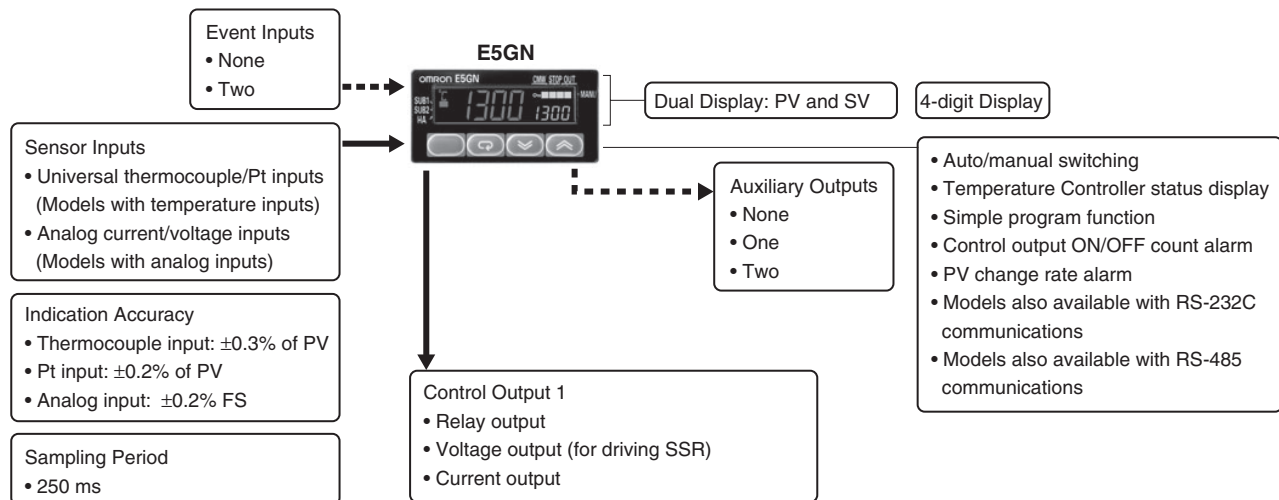 Event Inputs
• None
• Two
E5GN
omron E5GN
CMW STOP OUT
SUB1
SUB2
HA
MANU
1300
1300
Dual Display: PV and SV
4-digit Display
Sensor Inputs
• Universal thermocouple/Pt inputs
(Models with temperature inputs)
• Analog current/voltage inputs
(Models with analog inputs)
Auxiliary Outputs
• None
• One
• Two
• Auto/manual switching
• Temperature Controller status display
• Simple program function
• Control output ON/OFF count alarm
• PV change rate alarm
• Models also available with RS-232C
communications
• Models also available with RS-485
communications
Indication Accuracy
• Thermocouple input: ±0.3% of PV
• Pt input: ±0.2% of PV
• Analog input: ±0.2% FS
Control Output 1
• Relay output
• Voltage output (for driving SSR)
• Current output
Sampling Period
• 250 ms